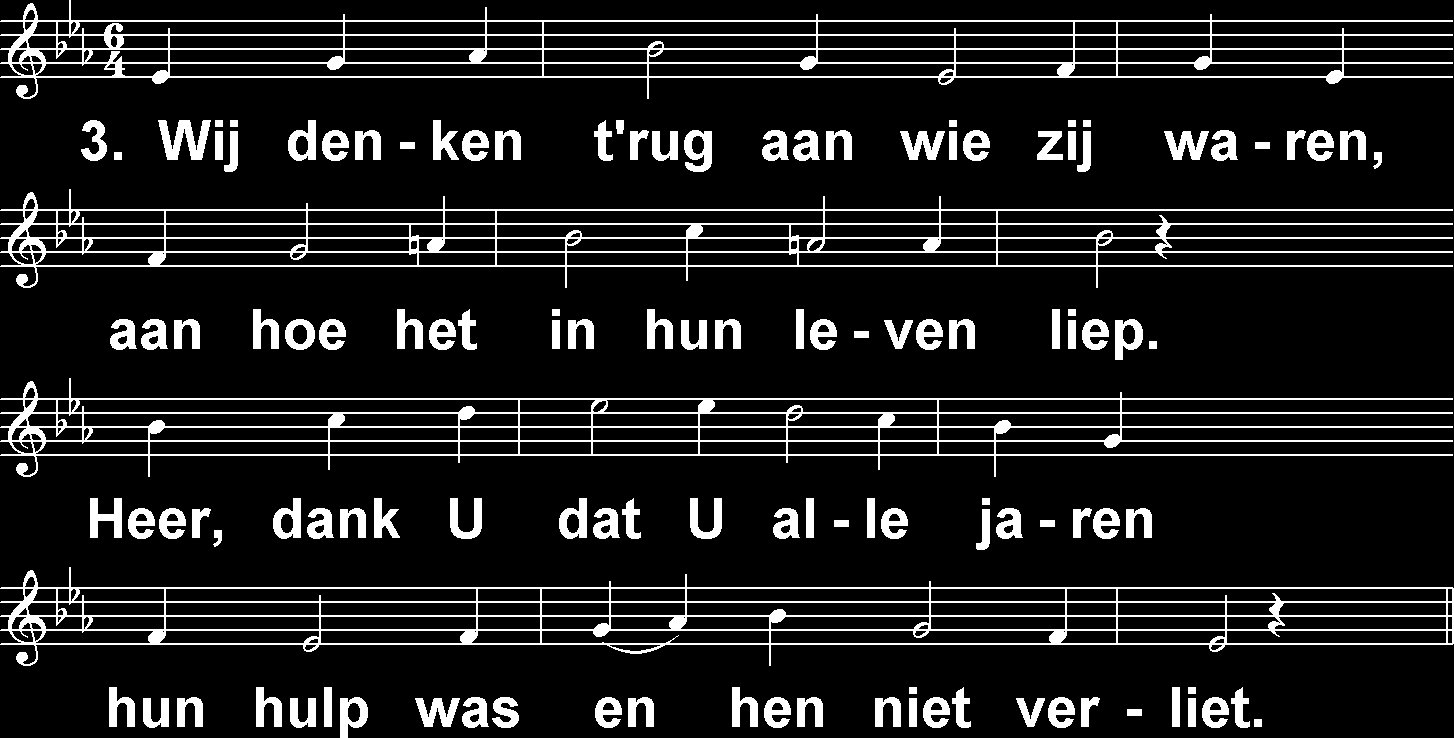 3. Wij den - ken t'rug aan wie zij wa - ren,
aan hoe het in hun le - ven liep.
Heer, dank U dat U al - le ja - ren
hun hulp was en hen niet ver - liet.